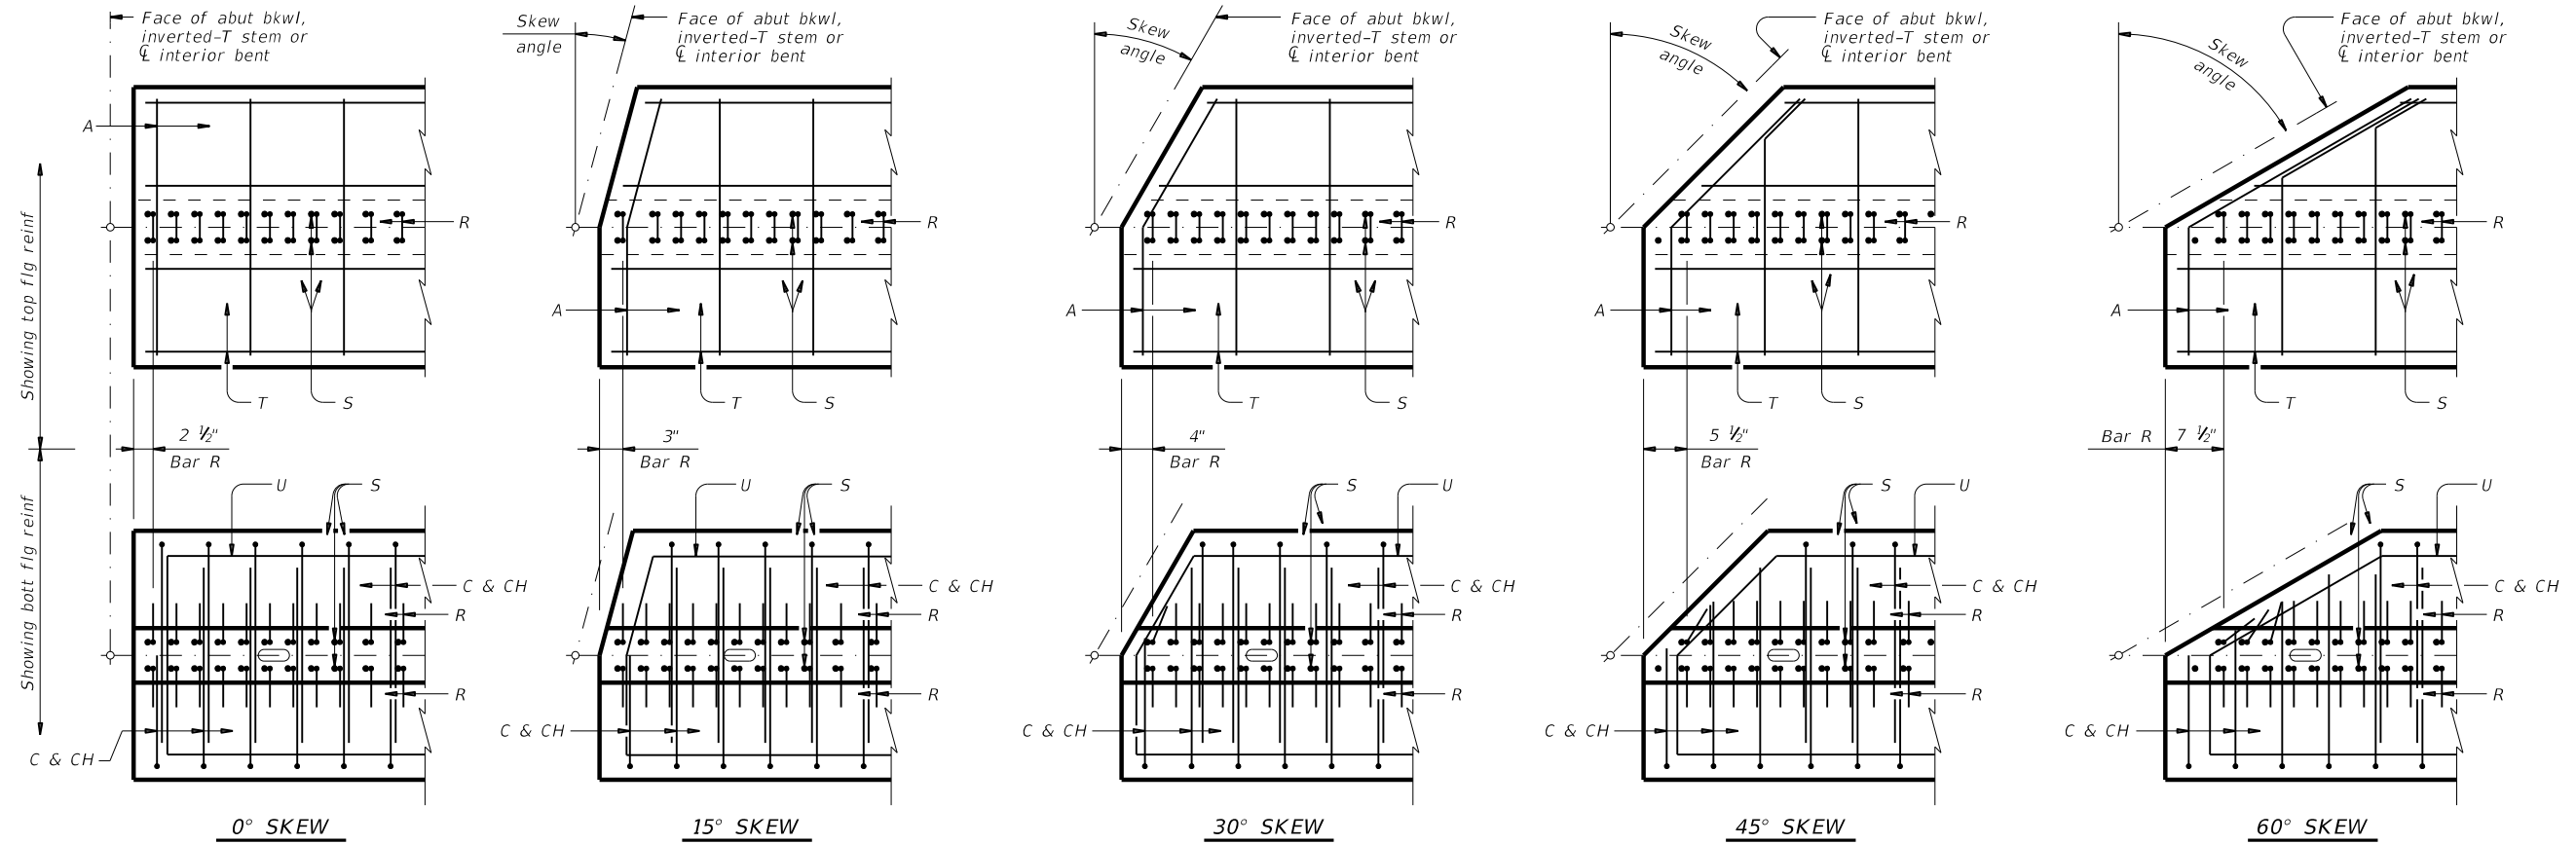 Face of abut bkwl,
inverted-T stem or
℄ interior bent
Skew
angle
Face of abut bkwl,
inverted-T stem or
℄ interior bent
Skew
angle
Face of abut bkwl,
inverted-T stem or
℄ interior bent
Skew
angle
Face of abut bkwl,
inverted-T stem or
℄ interior bent
Skew
angle
Face of abut bkwl,
inverted-T stem or
℄ interior bent
A
R
R
R
R
R
Showing top flg reinf
A
A
A
A
T
S
T
S
T
S
T
S
T
S
2 ½"
Bar R
3"
Bar R
4"
Bar R
5 ½"
Bar R
Bar R
7 ½"
Showing bott flg reinf
U
S
U
S
S
U
S
U
S
U
C & CH
R
C & CH
R
C & CH
R
C & CH
R
C & CH
R
R
R
R
R
R
C & CH
C & CH
C & CH
C & CH
C & CH
0° SKEW
15° SKEW
30° SKEW
45° SKEW
60° SKEW